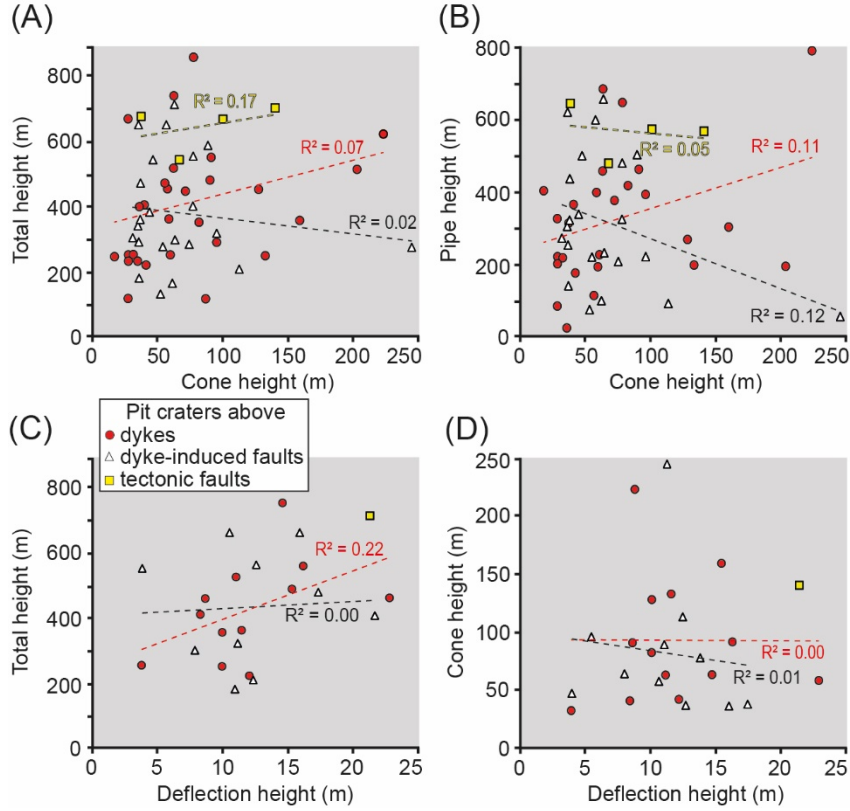 (A)
Total height (m)
800
600
400
200
0
0
50
100
150
200
250
Cone height (m)
R² = 0.17
R² = 0.07
R² = 0.02
(B)
Pipe height (m)
800
600
400
200
0
0
50
100
150
200
250
Cone height (m)
R² = 0.05
R² = 0.11
R² = 0.12
(C)
Pit craters above
dykes
dyke-induced faults
tectonic faults
Total height (m)
800
600
400
200
0
0
5
10
15
20
25
Deflection height (m)
R² = 0.22
R² = 0.00
(D)
Cone height (m)
250
200
150
100
50
0
0
5
10
15
20
25
Deflection height (m)
R² = 0.00
R² = 0.01